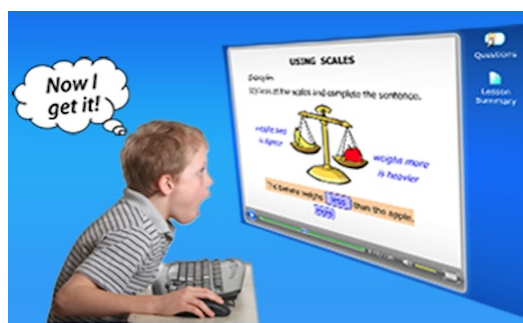 Now I
get it!
USING SCALES
Example:
at the scales and complete the sentence.
weighs less
is lighter
weighs more
is heavier
The banana weighs less than the apple.
Questions
Lesson
Summary